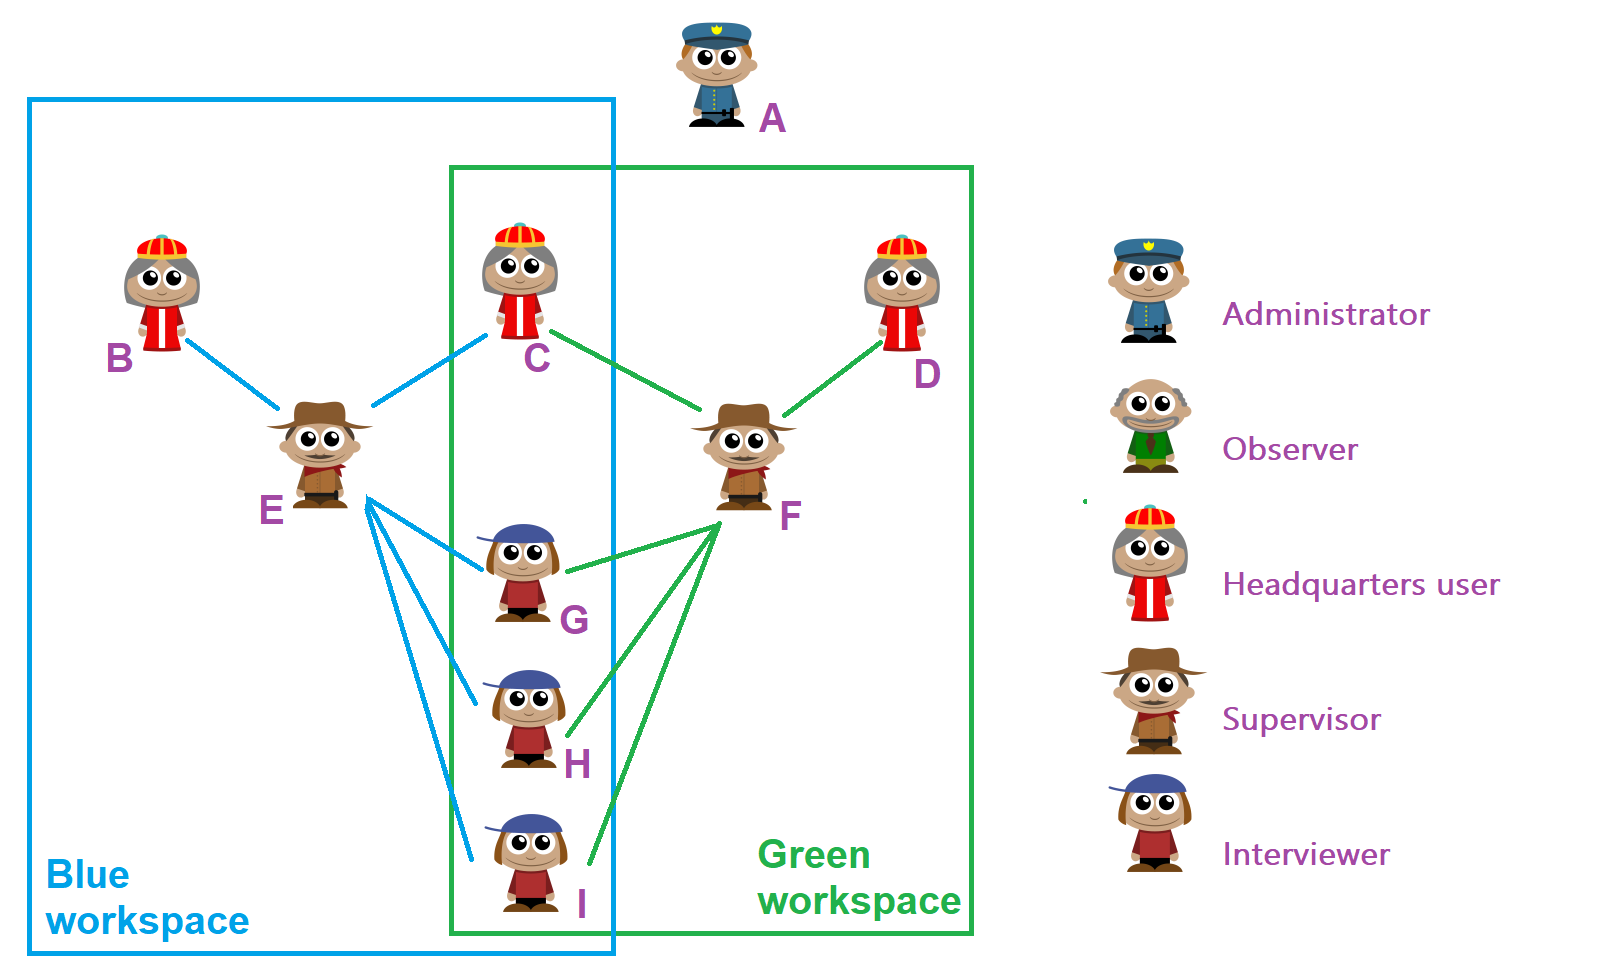 A
B
C
D
E
F
G
H
I
Blue
workspace
Green
workspace
Administrator
Observer
Headquarters user
Supervisor
Interviewer